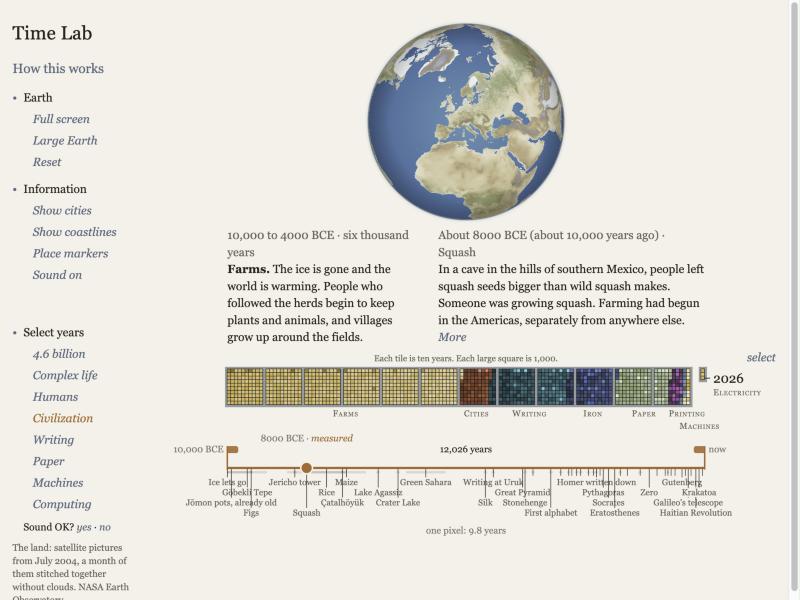 Time Lab
How this works
• Earth
Full screen
Large Earth
Reset
• Information
Show cities
Show coastlines
Place markers
Sound on
• Select years
4.6 billion
Complex life
Humans
Civilization
Writing
Paper
Machines
Computing
Sound OK? yes · no
The land: satellite pictures
from July 2004, a month of
them stitched together
without clouds. NASA Earth
10,000 to 4000 BCE · six thousand
years
Farms. The ice is gone and the
world is warming. People who
followed the herds begin to keep
plants and animals, and villages
grow up around the fields.
About 8000 BCE (about 10,000 years ago) ·
Squash
In a cave in the hills of southern Mexico, people left
squash seeds bigger than wild squash makes.
Someone was growing squash. Farming had begun
in the Americas, separately from anywhere else.
More
Each tile is ten years. Each large square is 1,000.
select
2026
Electricity
Farms Cities Writing Iron Paper Printing
Machines
8000 BCE · measured
10,000 BCE 12,026 years now
Ice lets go Jericho tower Maize Green Sahara Writing at Uruk Homer written down Gutenberg
Göbekli Tepe Rice Lake Agassiz Great Pyramid Pythagoras Zero Krakatoa
Jōmon pots, already old Çatalhöyük Crater Lake Silk Stonehenge Socrates Galileo's telescope
Figs Squash First alphabet Eratosthenes Haitian Revolution
one pixel: 9.8 years